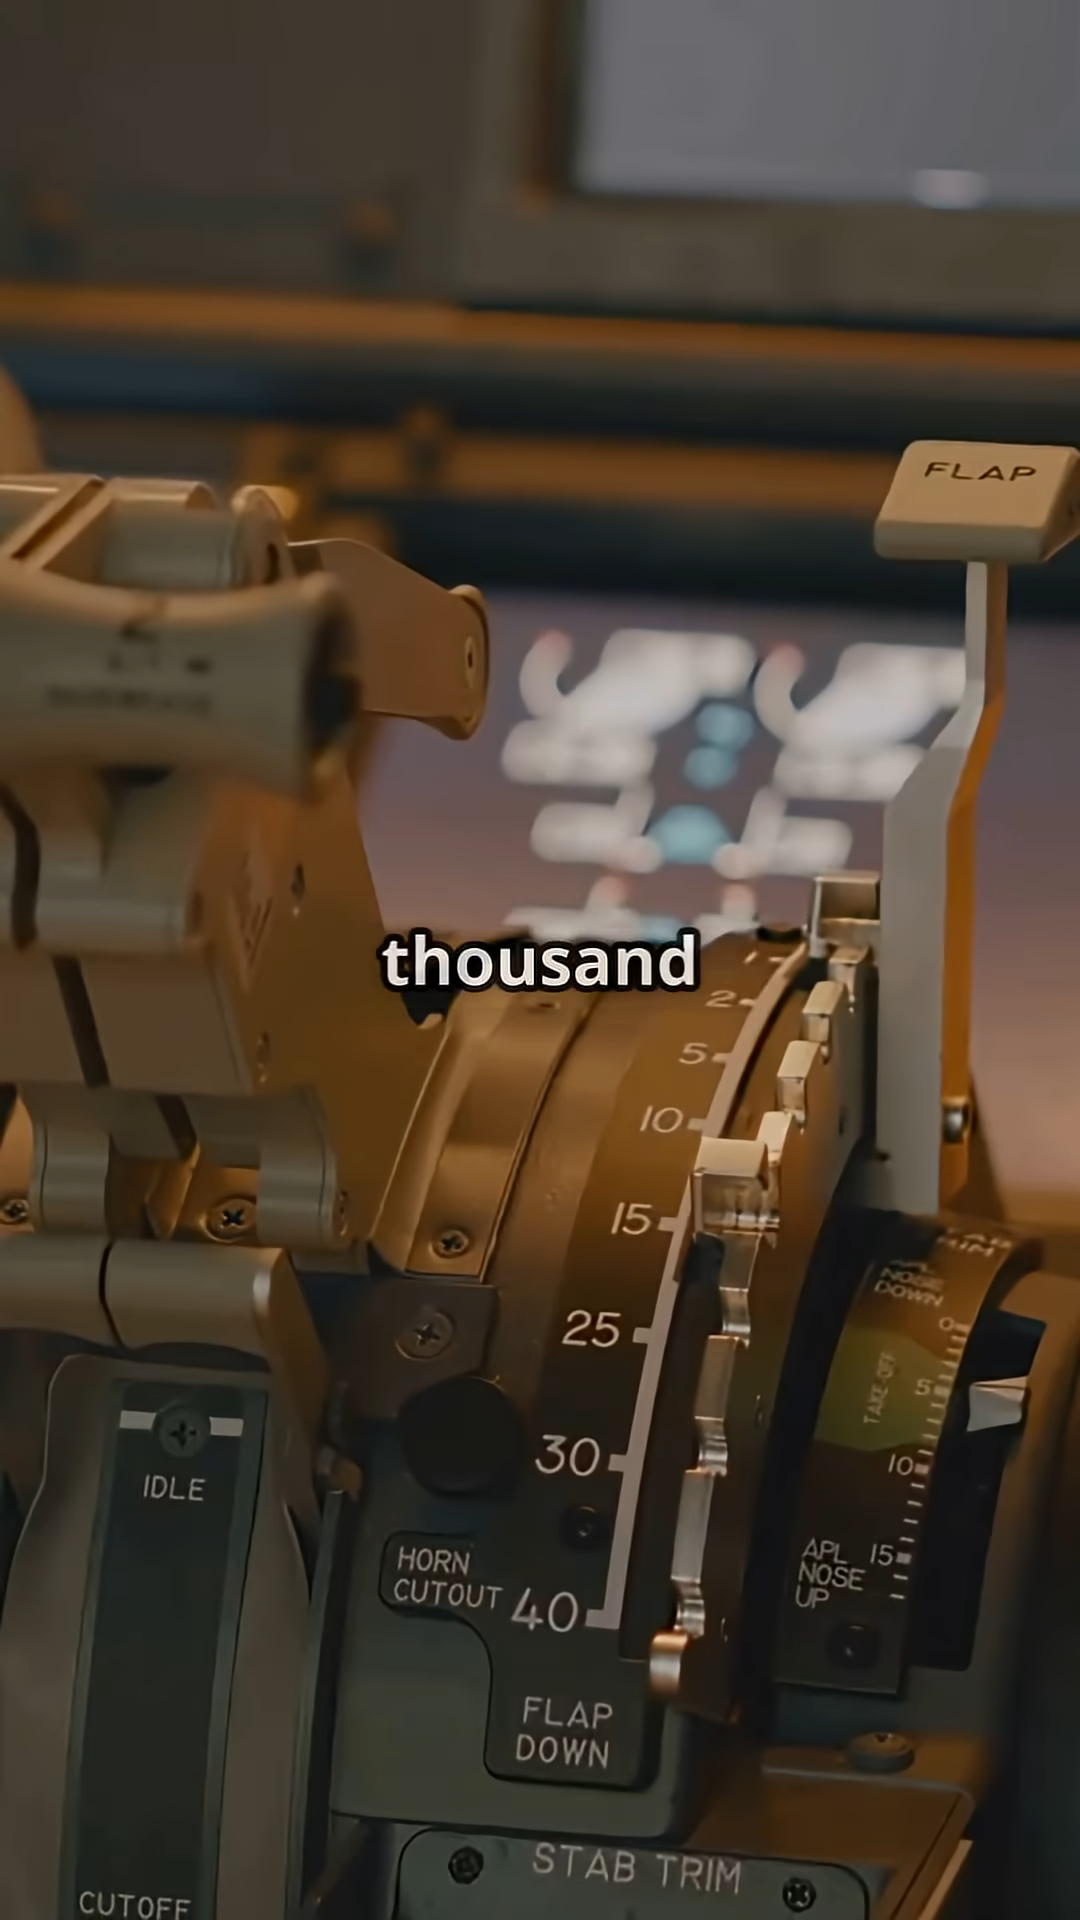 FLAP
thousand
2
5
10
15
25
30
40
HORN
CUTOUT
FLAP
DOWN
IDLE
CUTOFF
STAB TRIM
APL
NOSE
DOWN
0
5
10
15
TAKE-OFF
APL
NOSE
UP